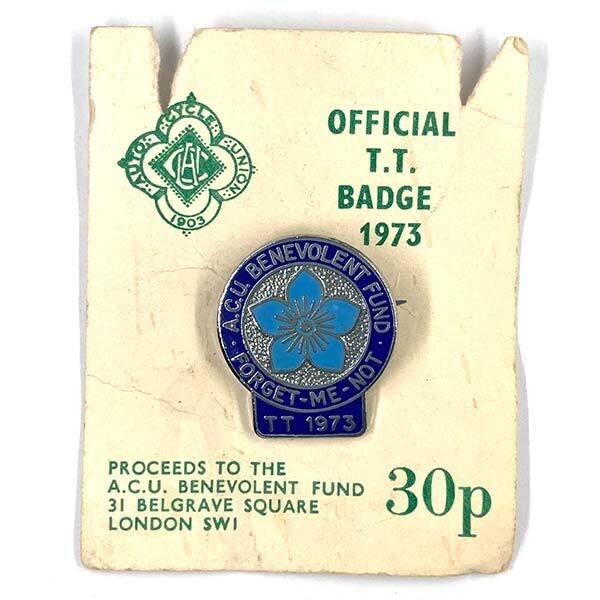 AUTO · CYCLE · UNION
1903
OFFICIAL
T.T.
BADGE
1973
· A.C.U. BENEVOLENT FUND ·
FORGET-ME-NOT
TT 1973
PROCEEDS TO THE
A.C.U. BENEVOLENT FUND
31 BELGRAVE SQUARE
LONDON SW1
30p